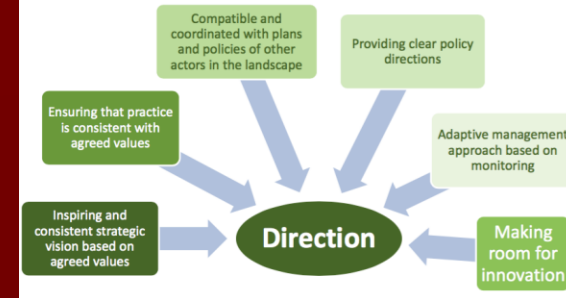 Compatible and
coordinated with plans
and policies of other
actors in the landscape
Providing clear policy
directions
Ensuring that practice
is consistent with
agreed values
Adaptive management
approach based on
monitoring
Inspiring and
consistent strategic
vision based on
agreed values
Direction
Making
room for
innovation